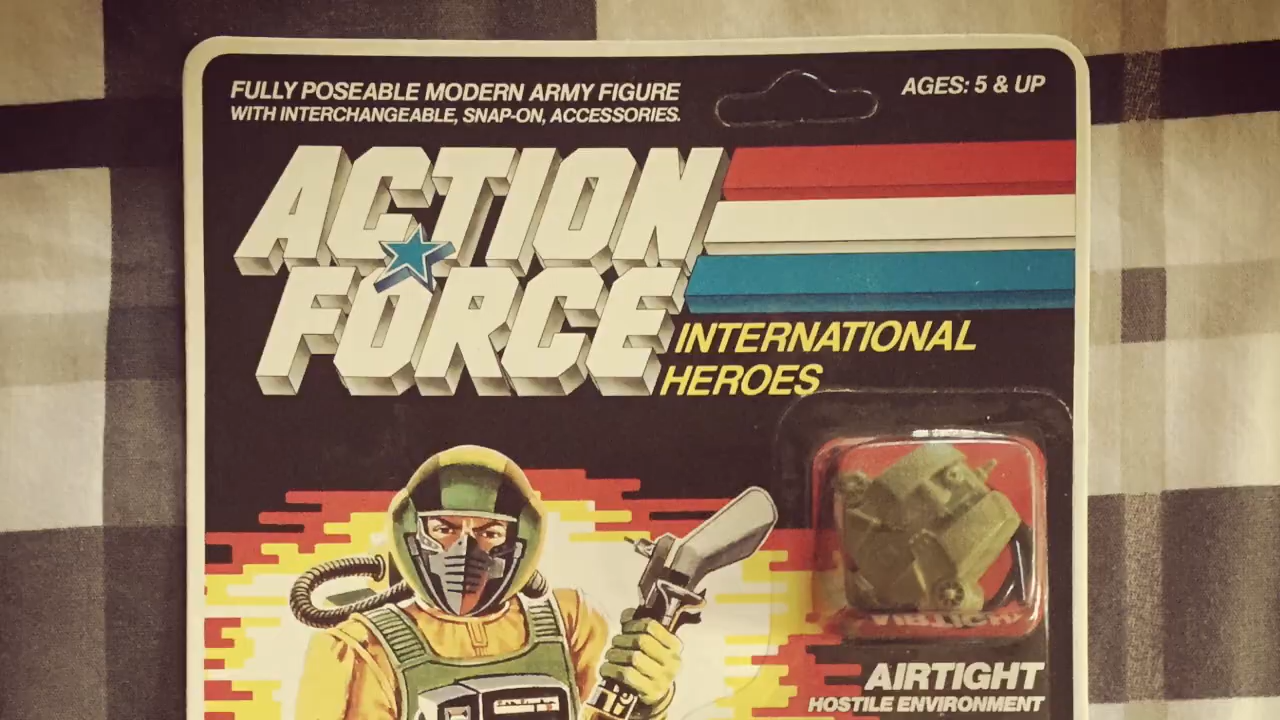 FULLY POSEABLE MODERN ARMY FIGURE
WITH INTERCHANGEABLE, SNAP-ON, ACCESSORIES.
AGES: 5 & UP
ACTION
FORCE
INTERNATIONAL
HEROES
AIRTIGHT
HOSTILE ENVIRONMENT